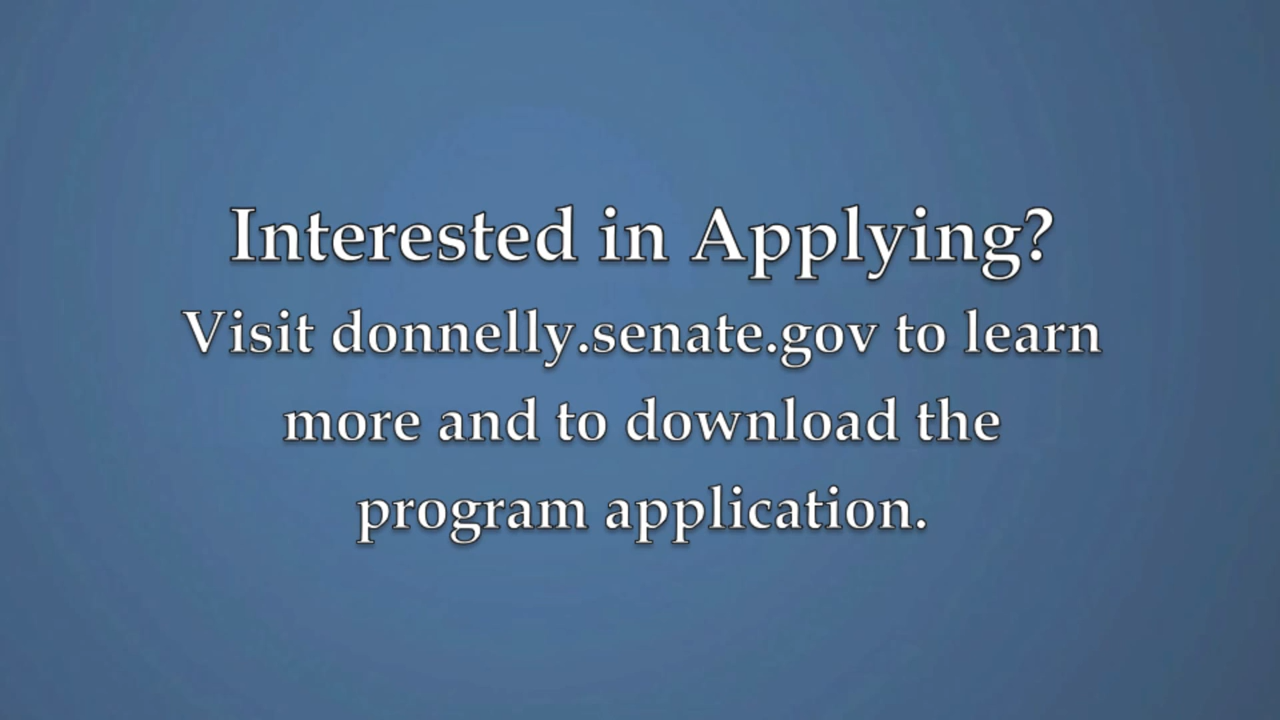 Interested in Applying?
Visit donnelly.senate.gov to learn
more and to download the
program application.